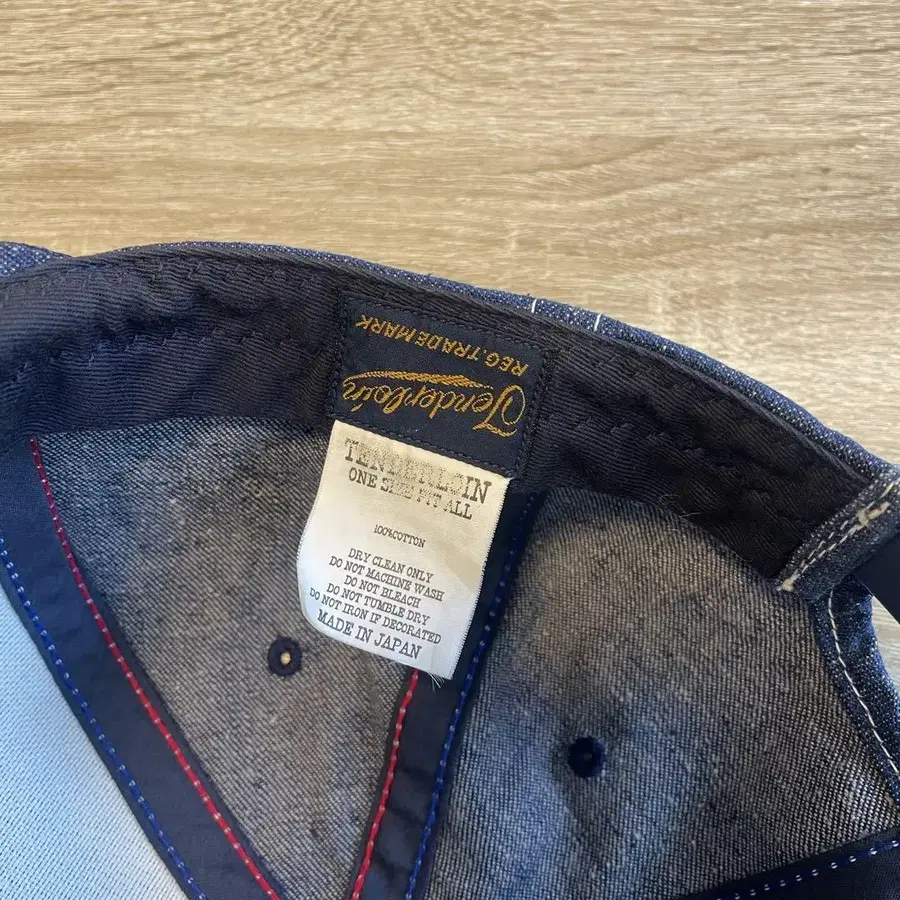 Tenderloin
REG. TRADE MARK
TENDERLOIN
ONE SIZE FIT ALL
100%COTTON
DRY CLEAN ONLY
DO NOT MACHINE WASH
DO NOT BLEACH
DO NOT TUMBLE DRY
DO NOT IRON IF DECORATED
MADE IN JAPAN